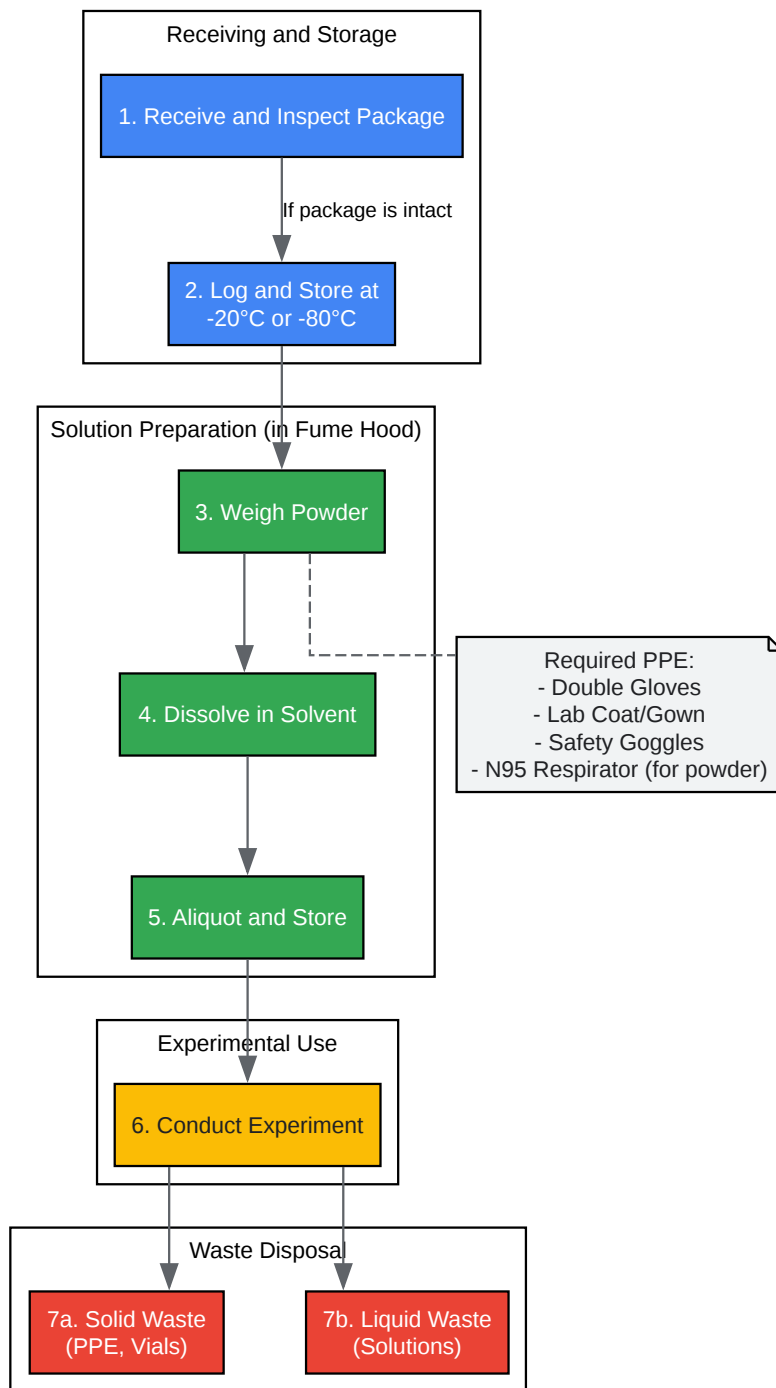 Receiving and Storage
1. Receive and Inspect Package
If package is intact
2. Log and Store at
-20°C or -80°C
Solution Preparation (in Fume Hood)
3. Weigh Powder
Required PPE:
- Double Gloves
- Lab Coat/Gown
- Safety Goggles
- N95 Respirator (for powder)
4. Dissolve in Solvent
5. Aliquot and Store
Experimental Use
6. Conduct Experiment
Waste Disposal
7a. Solid Waste
(PPE, Vials)
7b. Liquid Waste
(Solutions)